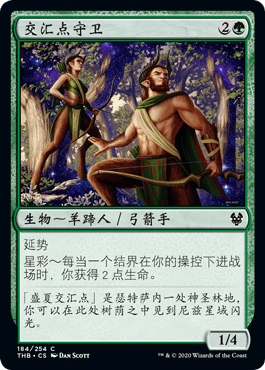 交汇点守卫 2
生物～羊蹄人／弓箭手
延势
星彩～每当一个结界在你的操控下进战
场时，你获得2点生命。
「盛夏交汇点」是瑟特萨内一处神圣林地，
你可以在此处树荫之中见到尼兹星域闪
光。
1/4
184/254 C
THB • CS DAN SCOTT
™ & © 2020 Wizards of the Coast